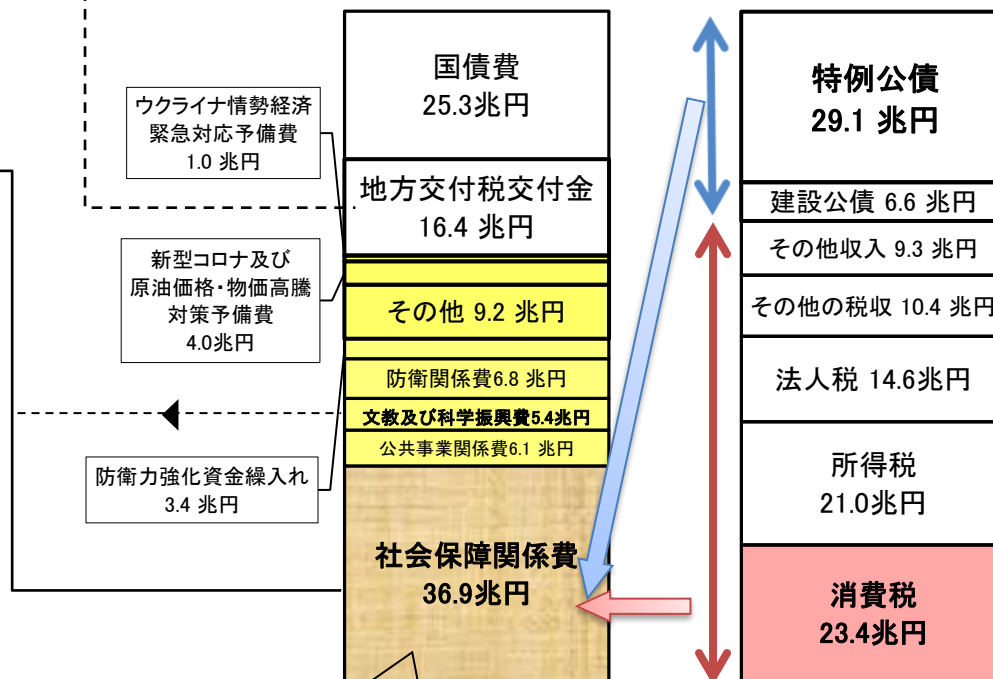 国債費
25.3兆円
ウクライナ情勢経済
緊急対応予備費
1.0 兆円
地方交付税交付金
16.4 兆円
新型コロナ及び
原油価格・物価高騰
対策予備費
4.0兆円
その他 9.2 兆円
防衛関係費6.8 兆円
文教及び科学振興費5.4兆円
公共事業関係費6.1 兆円
防衛力強化資金繰入れ
3.4 兆円
社会保障関係費
36.9兆円
特例公債
29.1 兆円
建設公債 6.6 兆円
その他収入 9.3 兆円
その他の税収 10.4 兆円
法人税 14.6兆円
所得税
21.0兆円
消費税
23.4兆円